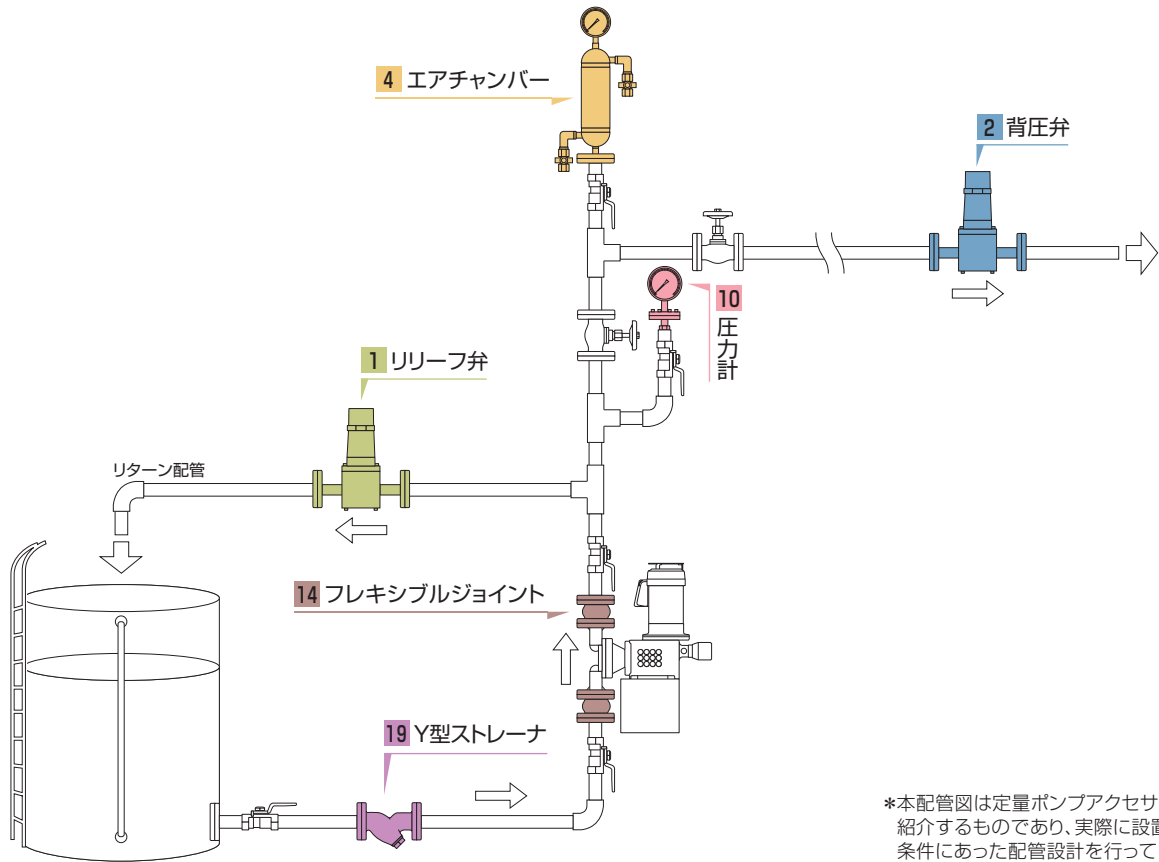 4 エアチャンバー
2 背圧弁
10 圧力計
1 リリーフ弁
リターン配管
14 フレキシブルジョイント
19 Y型ストレーナ
*本配管図は定量ポンプアクセサ
紹介するものであり、実際に設置
条件にあった配管設計を行って